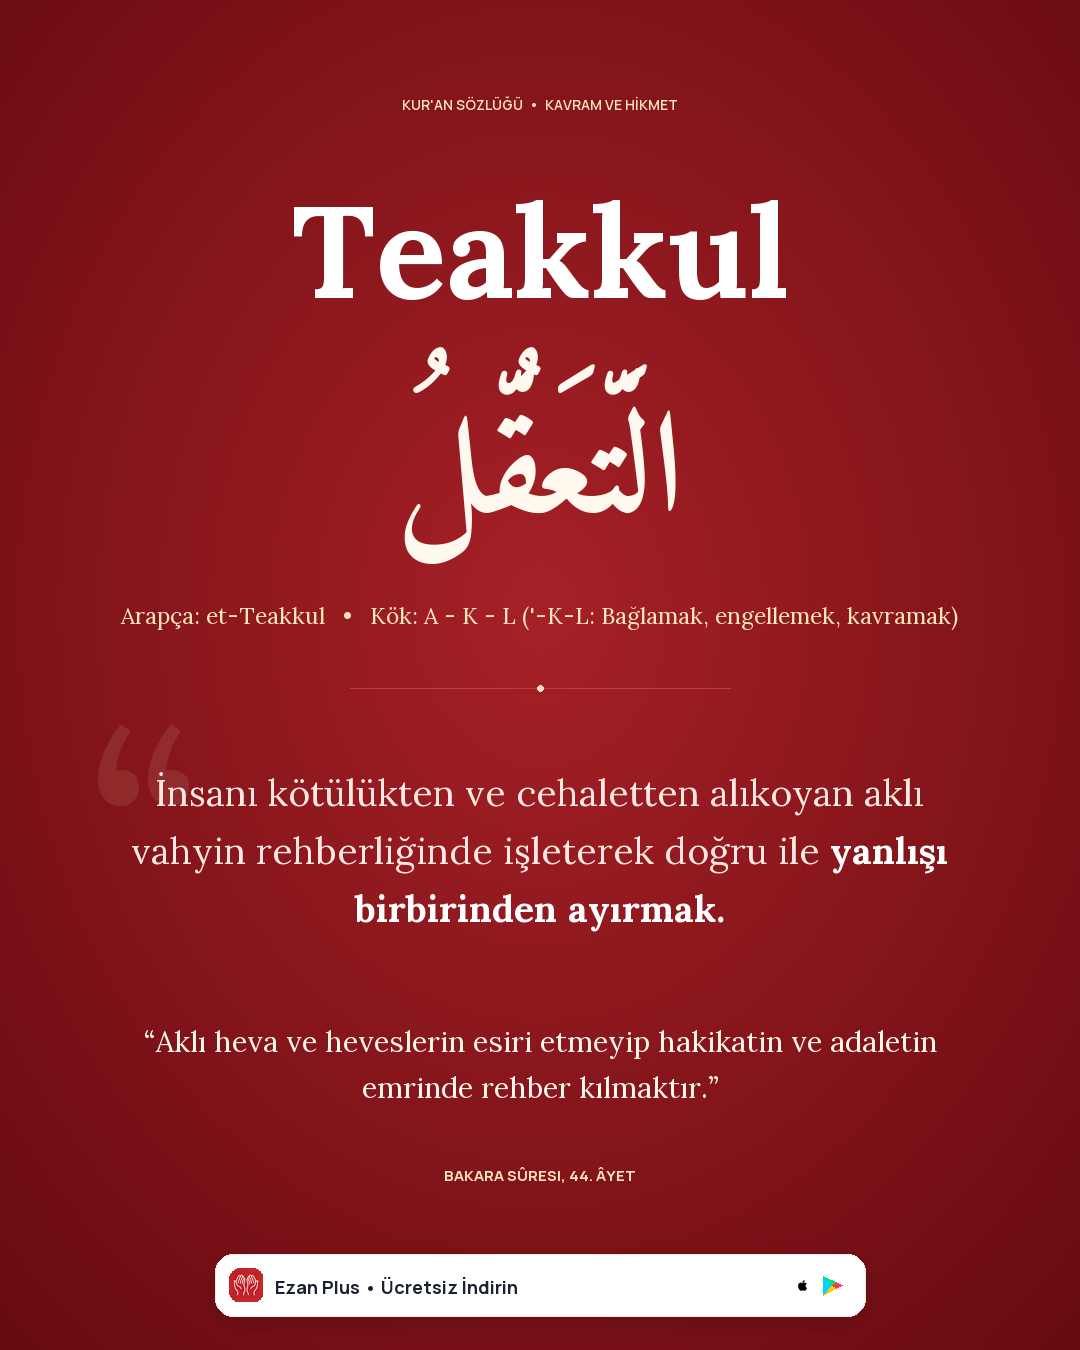 KUR'AN SÖZLÜĞÜ • KAVRAM VE HİKMET
Teakkul
التَّعَقُّلُ
Arapça: et-Teakkul • Kök: A - K - L ('-K-L: Bağlamak, engellemek, kavramak)
İnsanı kötülükten ve cehaletten alıkoyan aklı
vahyin rehberliğinde işleterek doğru ile yanlışı
birbirinden ayırmak.
“Aklı heva ve heveslerin esiri etmeyip hakikatin ve adaletin
emrinde rehber kılmaktır.”
BAKARA SÛRESI, 44. ÂYET
Ezan Plus • Ücretsiz İndirin